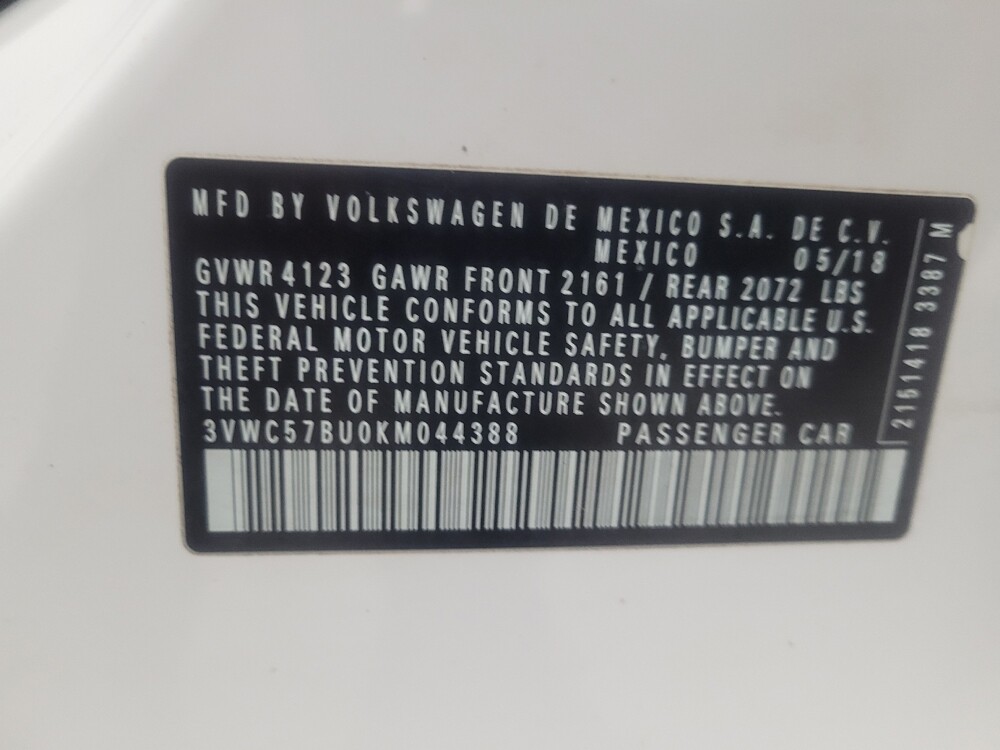 MFD BY VOLKSWAGEN DE MEXICO S.A. DE C.V.
MEXICO 05/18
GVWR 4123 GAWR FRONT 2161 / REAR 2072 LBS
THIS VEHICLE CONFORMS TO ALL APPLICABLE U.S.
FEDERAL MOTOR VEHICLE SAFETY, BUMPER AND
THEFT PREVENTION STANDARDS IN EFFECT ON
THE DATE OF MANUFACTURE SHOWN ABOVE.
3VWC57BU0KM044388 PASSENGER CAR
2151418 3387 M